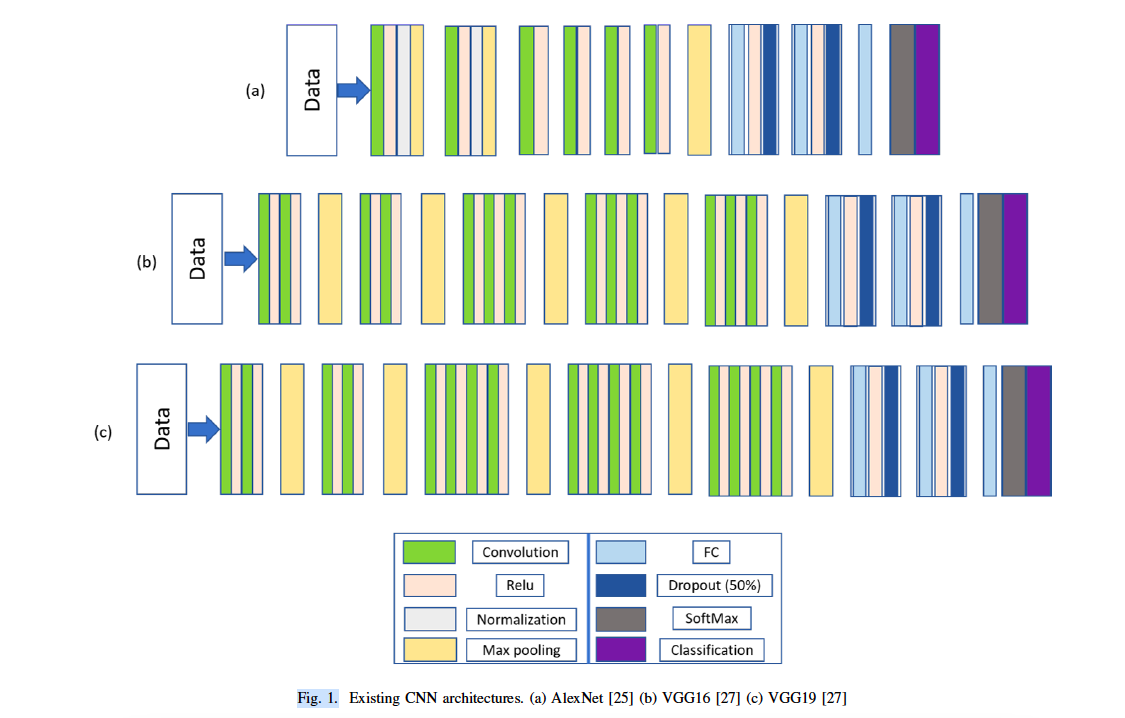 (a)
Data
(b)
Data
(c)
Data
Convolution
FC
Relu
Dropout (50%)
Normalization
SoftMax
Max pooling
Classification
Fig. 1. Existing CNN architectures. (a) AlexNet [25] (b) VGG16 [27] (c) VGG19 [27]